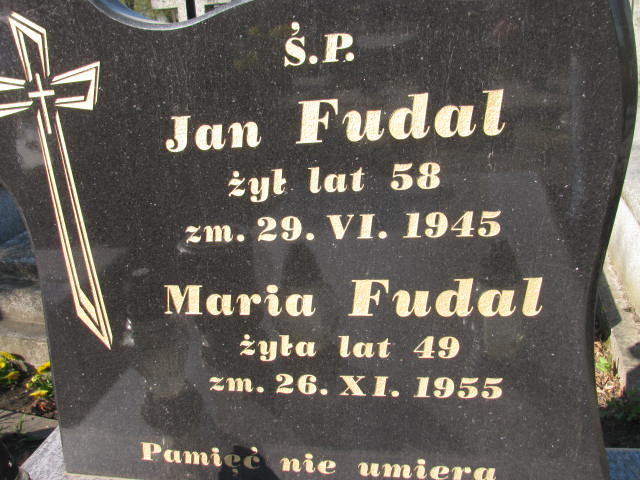 Ś.P.
Jan Fudal
żył lat 58
zm. 29. VI. 1945
Maria Fudal
żyła lat 49
zm. 26. XI. 1955
Pamięć nie umiera